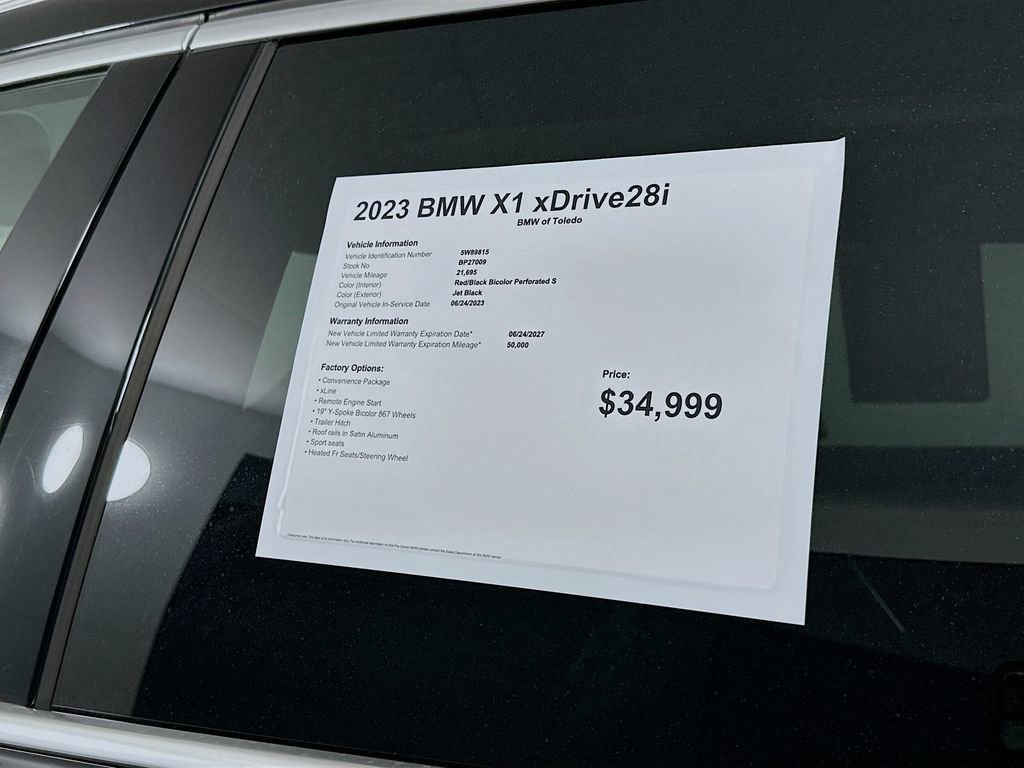 2023 BMW X1 xDrive28i
BMW of Toledo
Vehicle Information
Vehicle Identification Number 5W89815
Stock No BP27009
Vehicle Mileage 21,695
Color (Interior) Red/Black Bicolor Perforated S
Color (Exterior) Jet Black
Original Vehicle In-Service Date 06/24/2023
Warranty Information
New Vehicle Limited Warranty Expiration Date* 06/24/2027
New Vehicle Limited Warranty Expiration Mileage* 50,000
Factory Options:
• Convenience Package
• xLine
• Remote Engine Start
• 19" Y-Spoke Bicolor 867 Wheels
• Trailer Hitch
• Roof rails in Satin Aluminum
• Sport seats
• Heated Fr Seats/Steering Wheel
Price:
$34,999